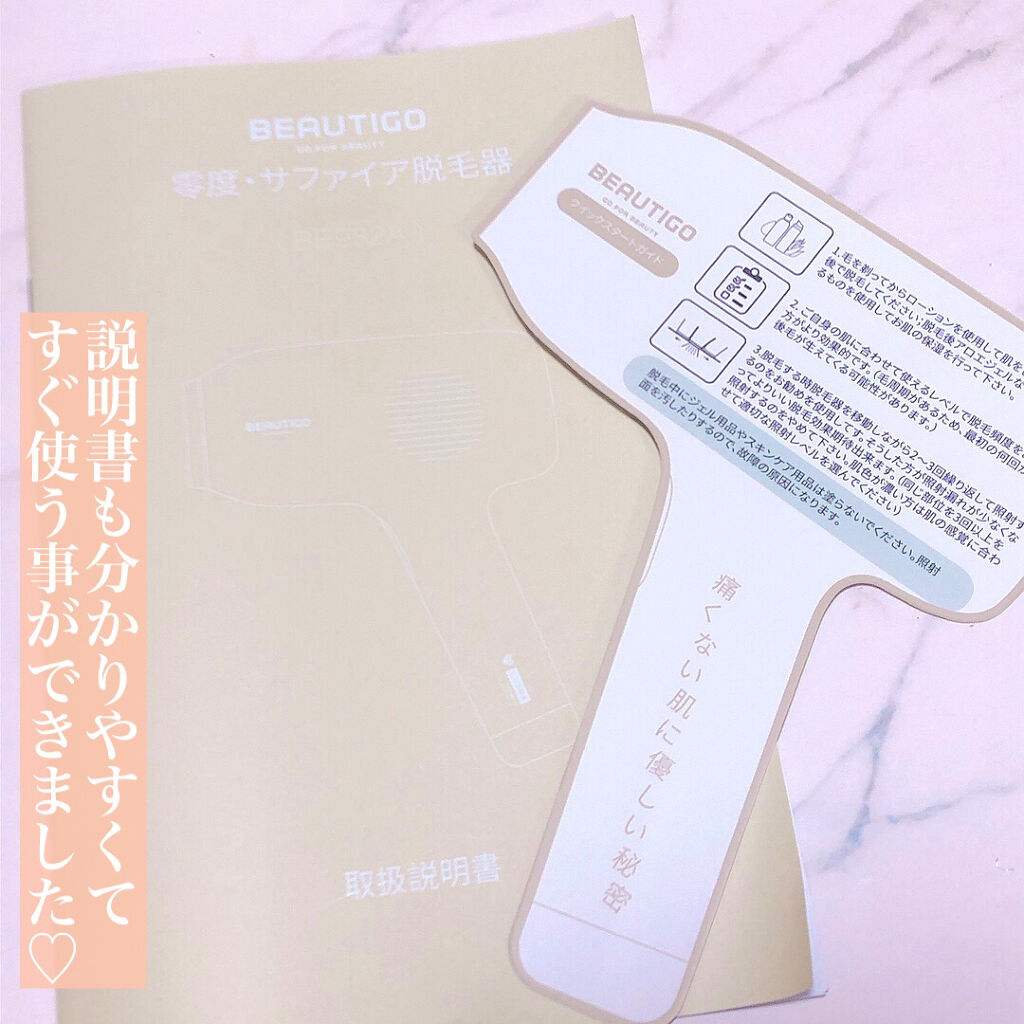 BEAUTIGO
GO FOR BEAUTY
零度・サファイア脱毛器
BEAUTIGO
取扱説明書
説明書も分かりやすくて
すぐ使う事ができました♡
BEAUTIGO
GO FOR BEAUTY
クイックスタートガイド
1.毛を剃ってからローションを使用して肌を
後で脱毛してください;脱毛後アロエジェルな
るものを使用してお肌の保湿を行って下さい。
2. ご自身の肌に合わせて使えるレベルで脱毛頻度を
方がより効果的です。(毛周期があるため、最初の何回
後毛が生えてくる可能性があります。)
3.脱毛する時脱毛器を移動しながら2〜3回繰り返して照射す
るのをお勧めを使用してす。そうした方が照射漏れが少なくな
ってよりいい脱毛効果期待出来ます。(同じ部位を3回以上を
照射するのをやめて下さい。肌色が濃い方は肌の感覚に合わ
せて適切な照射レベルを選んでください)
脱毛中にジェル用品やスキンケア用品は塗らないでください。照射
面を汚したりするので、故障の原因になります。
痛くない肌に優しい秘密